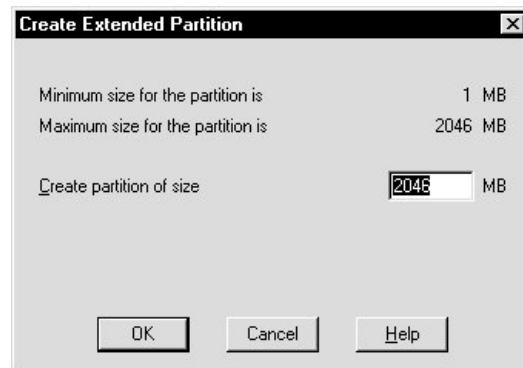 Create Extended Partition
Minimum size for the partition is 1 MB
Maximum size for the partition is 2046 MB
Create partition of size 2046 MB
OK Cancel Help